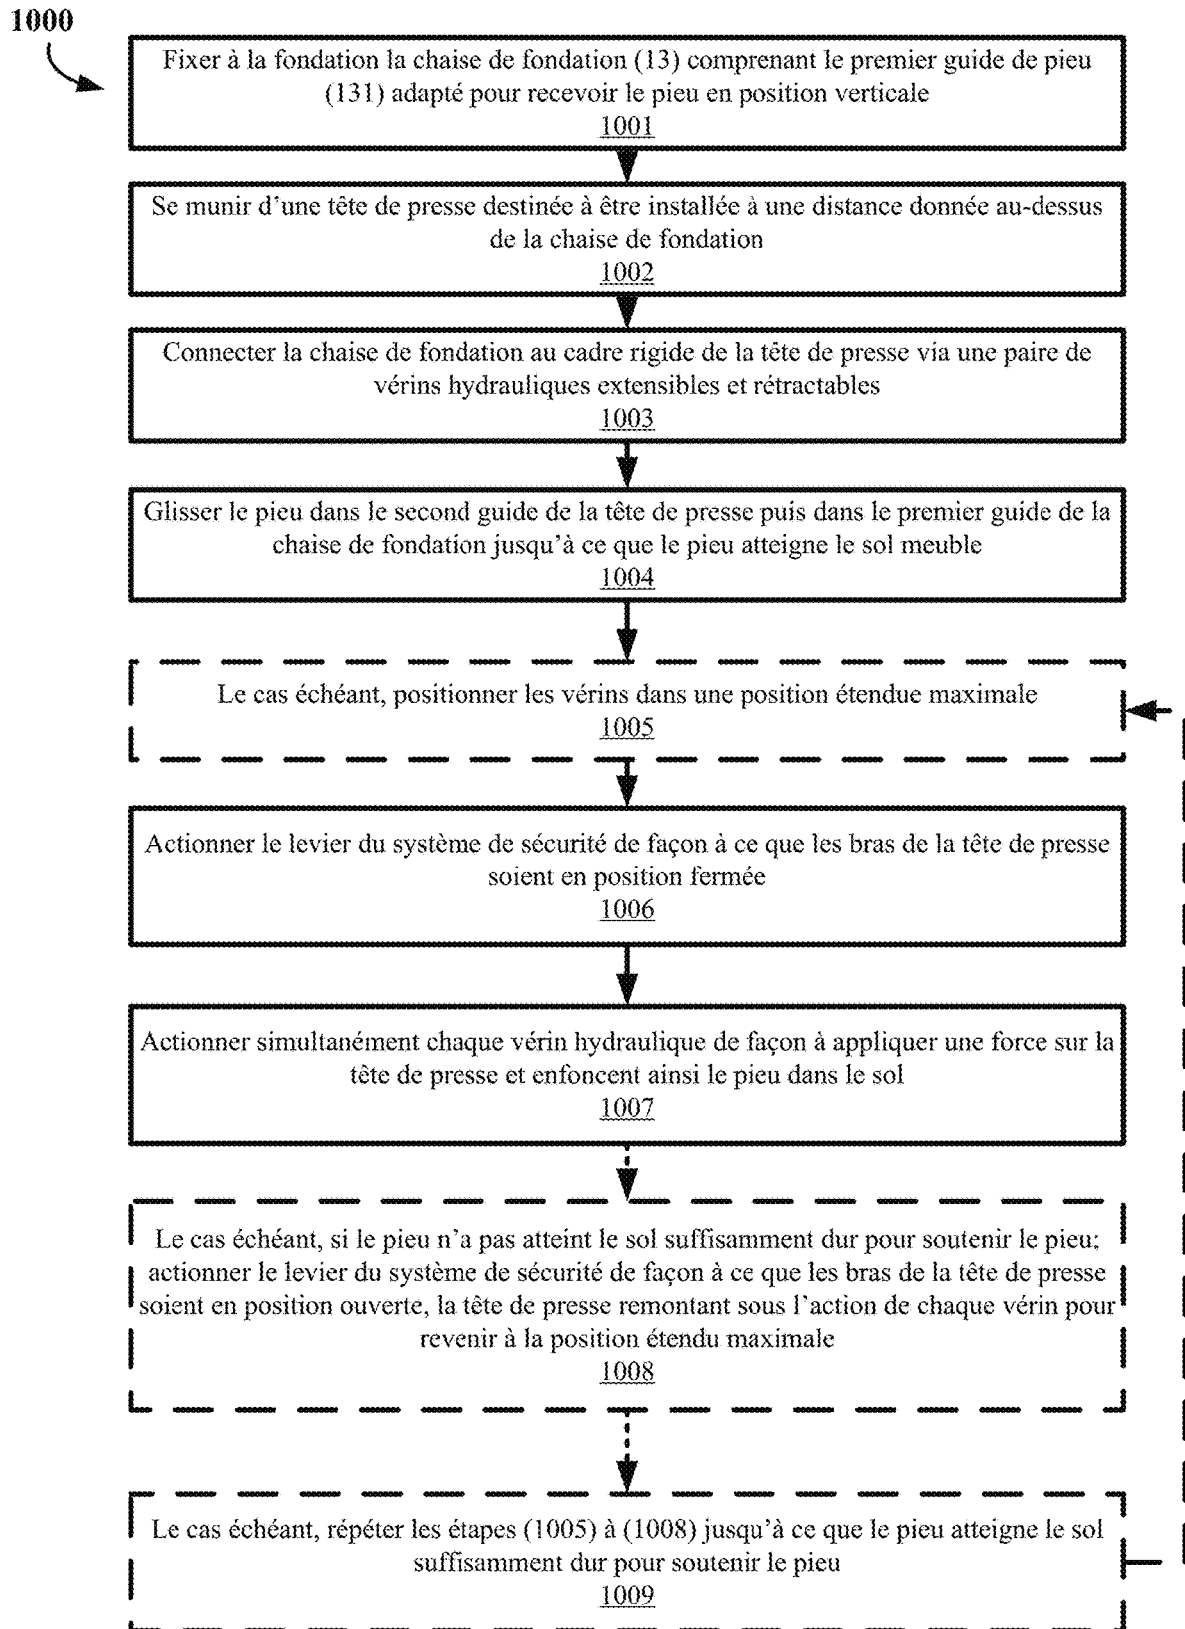 1000
Fixer à la fondation la chaise de fondation (13) comprenant le premier guide de pieu
(131) adapté pour recevoir le pieu en position verticale
1001
Se munir d'une tête de presse destinée à être installée à une distance donnée au-dessus
de la chaise de fondation
1002
Connecter la chaise de fondation au cadre rigide de la tête de presse via une paire de
vérins hydrauliques extensibles et rétractables
1003
Glisser le pieu dans le second guide de la tête de presse puis dans le premier guide de la
chaise de fondation jusqu'à ce que le pieu atteigne le sol meuble
1004
Le cas échéant, positionner les vérins dans une position étendue maximale
1005
Actionner le levier du système de sécurité de façon à ce que les bras de la tête de presse
soient en position fermée
1006
Actionner simultanément chaque vérin hydraulique de façon à appliquer une force sur la
tête de presse et enfoncent ainsi le pieu dans le sol
1007
Le cas échéant, si le pieu n'a pas atteint le sol suffisamment dur pour soutenir le pieu;
actionner le levier du système de sécurité de façon à ce que les bras de la tête de presse
soient en position ouverte, la tête de presse remontant sous l'action de chaque vérin pour
revenir à la position étendu maximale
1008
Le cas échéant, répéter les étapes (1005) à (1008) jusqu'à ce que le pieu atteigne le sol
suffisamment dur pour soutenir le pieu
1009